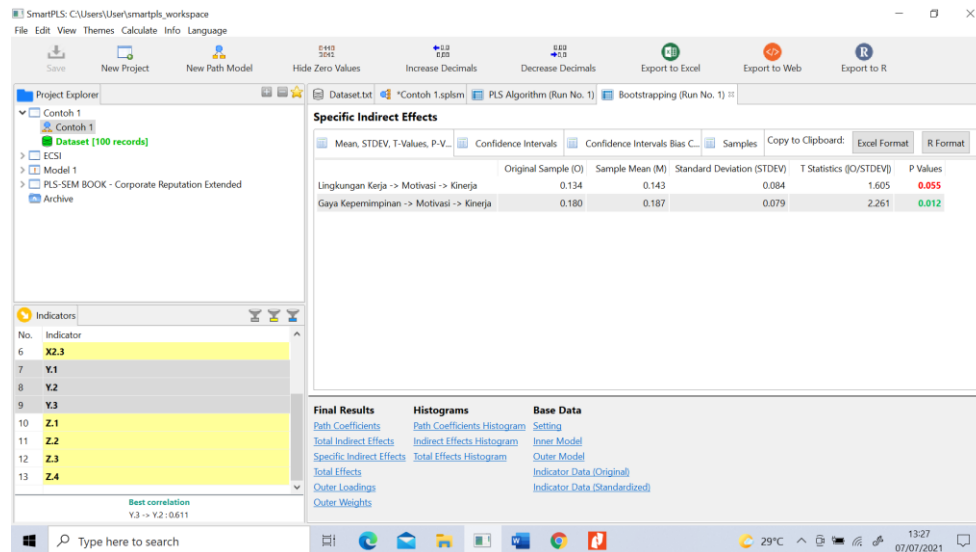 SmartPLS: C:\Users\User\smartpls_workspace
File Edit View Themes Calculate Info Language
Save New Project New Path Model Hide Zero Values Increase Decimals Decrease Decimals Export to Excel Export to Web Export to R
Project Explorer
Contoh 1
Contoh 1
Dataset [100 records]
ECSI
Model 1
PLS-SEM BOOK - Corporate Reputation Extended
Archive
Indicators
No. Indicator
6 X2.3
7 Y.1
8 Y.2
9 Y.3
10 Z.1
11 Z.2
12 Z.3
13 Z.4
Best correlation
Y.3 -> Y.2 : 0.611
Dataset.txt *Contoh 1.splsm PLS Algorithm (Run No. 1) Bootstrapping (Run No. 1)
Specific Indirect Effects
Mean, STDEV, T-Values, P-V... Confidence Intervals Confidence Intervals Bias C... Samples Copy to Clipboard: Excel Format R Format
Original Sample (O) Sample Mean (M) Standard Deviation (STDEV) T Statistics (|O/STDEV|) P Values
Lingkungan Kerja -> Motivasi -> Kinerja 0.134 0.143 0.084 1.605 0.055
Gaya Kepemimpinan -> Motivasi -> Kinerja 0.180 0.187 0.079 2.261 0.012
Final Results Histograms Base Data
Path Coefficients Path Coefficients Histogram Setting
Total Indirect Effects Indirect Effects Histogram Inner Model
Specific Indirect Effects Total Effects Histogram Outer Model
Total Effects Indicator Data (Original)
Outer Loadings Indicator Data (Standardized)
Outer Weights
Type here to search
29°C
13:27
07/07/2021